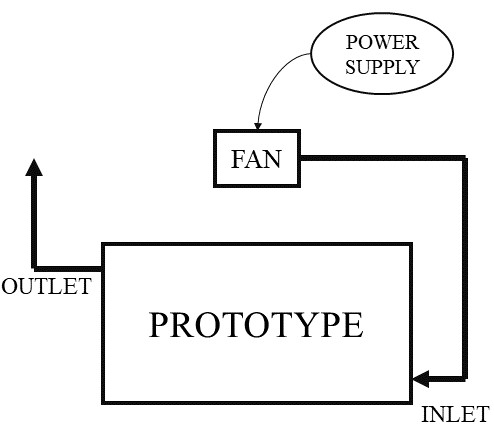 POWER
SUPPLY
FAN
OUTLET
PROTOTYPE
INLET